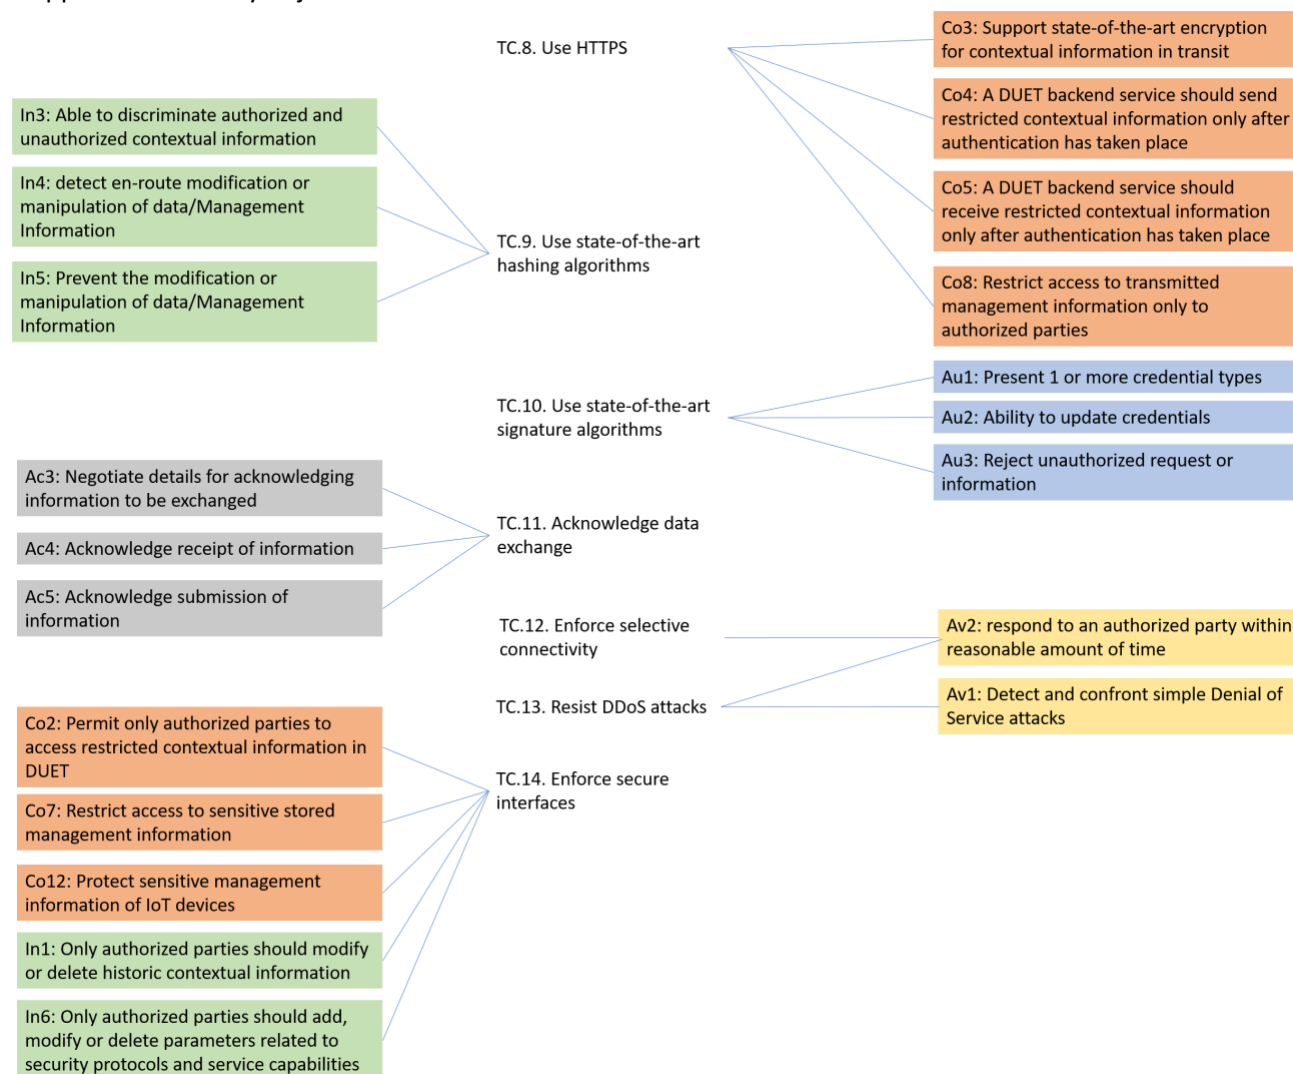 TC.8. Use HTTPS
Co3: Support state-of-the-art encryption
for contextual information in transit
Co4: A DUET backend service should send
restricted contextual information only after
authentication has taken place
In3: Able to discriminate authorized and
unauthorized contextual information
In4: detect en-route modification or
manipulation of data/Management
Information
Co5: A DUET backend service should
receive restricted contextual information
only after authentication has taken place
TC.9. Use state-of-the-art
hashing algorithms
In5: Prevent the modification or
manipulation of data/Management
Information
Co8: Restrict access to transmitted
management information only to
authorized parties
Au1: Present 1 or more credential types
TC.10. Use state-of-the-art
signature algorithms
Au2: Ability to update credentials
Au3: Reject unauthorized request or
information
Ac3: Negotiate details for acknowledging
information to be exchanged
TC.11. Acknowledge data
exchange
Ac4: Acknowledge receipt of information
Ac5: Acknowledge submission of
information
TC.12. Enforce selective
connectivity
Av2: respond to an authorized party within
reasonable amount of time
TC.13. Resist DDoS attacks
Av1: Detect and confront simple Denial of
Service attacks
Co2: Permit only authorized parties to
access restricted contextual information in
DUET
TC.14. Enforce secure
interfaces
Co7: Restrict access to sensitive stored
management information
Co12: Protect sensitive management
information of IoT devices
In1: Only authorized parties should modify
or delete historic contextual information
In6: Only authorized parties should add,
modify or delete parameters related to
security protocols and service capabilities